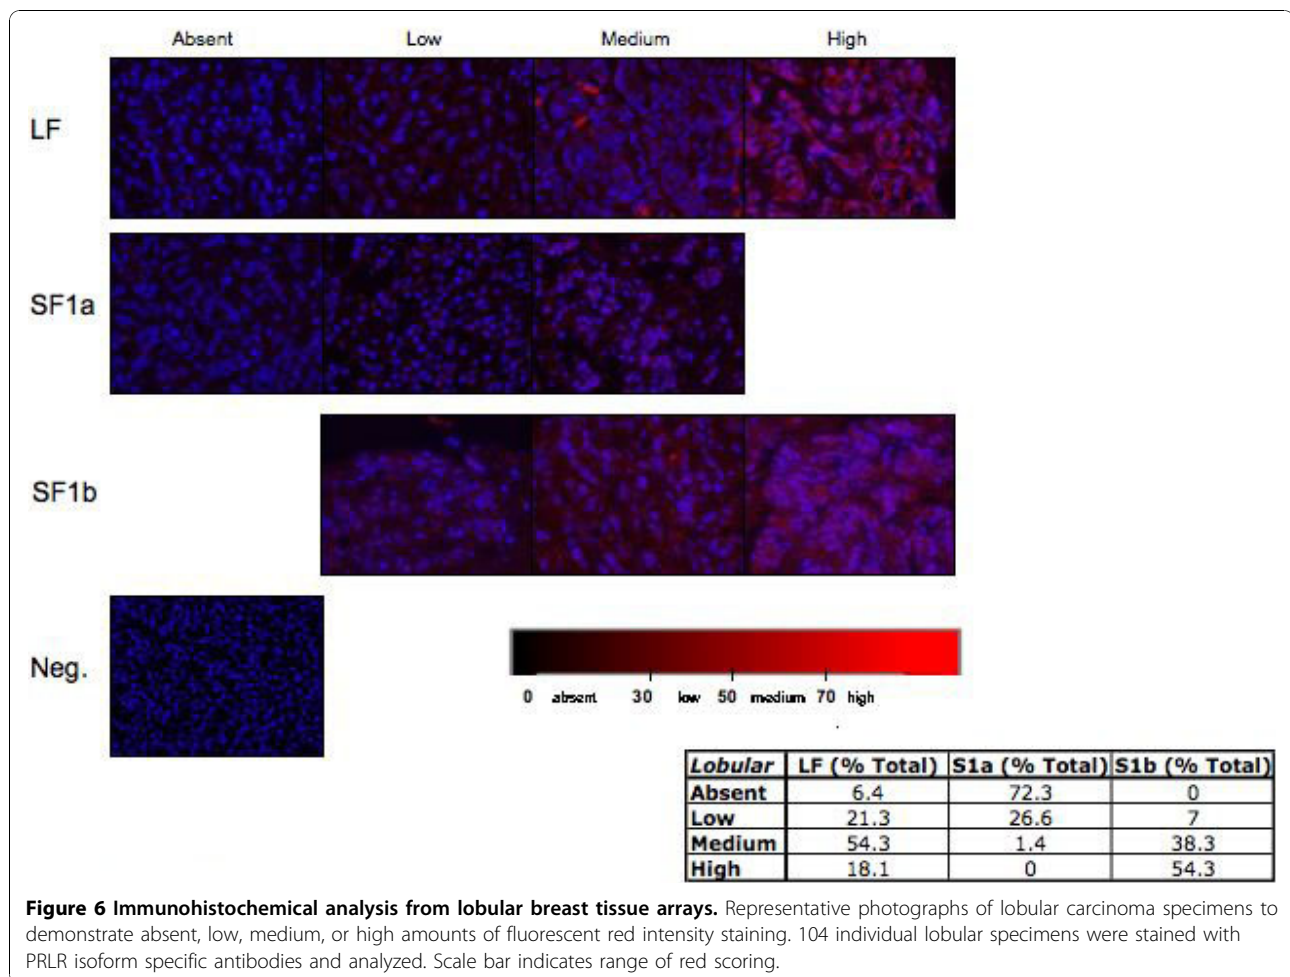 Absent Low Medium High
LF
SF1a
SF1b
Neg.
0 absent 30 low 50 medium 70 high
Lobular LF (% Total) S1a (% Total) S1b (% Total)
Absent 6.4 72.3 0
Low 21.3 26.6 7
Medium 54.3 1.4 38.3
High 18.1 0 54.3
Figure 6 Immunohistochemical analysis from lobular breast tissue arrays. Representative photographs of lobular carcinoma specimens to
demonstrate absent, low, medium, or high amounts of fluorescent red intensity staining. 104 individual lobular specimens were stained with
PRLR isoform specific antibodies and analyzed. Scale bar indicates range of red scoring.